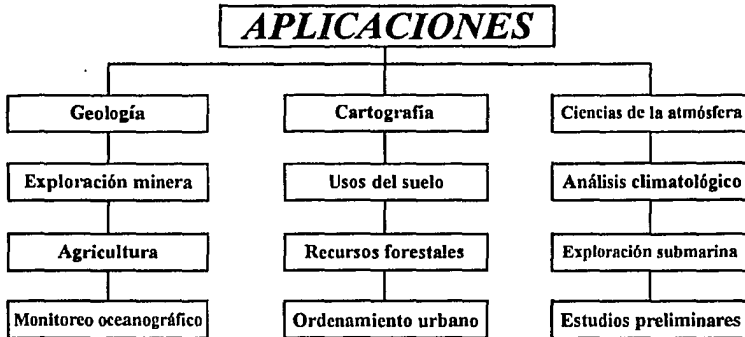 APLICACIONES
Geología
Cartografía
Ciencias de la atmósfera
Exploración minera
Usos del suelo
Análisis climatológico
Agricultura
Recursos forestales
Exploración submarina
Monitoreo oceanográfico
Ordenamiento urbano
Estudios preliminares